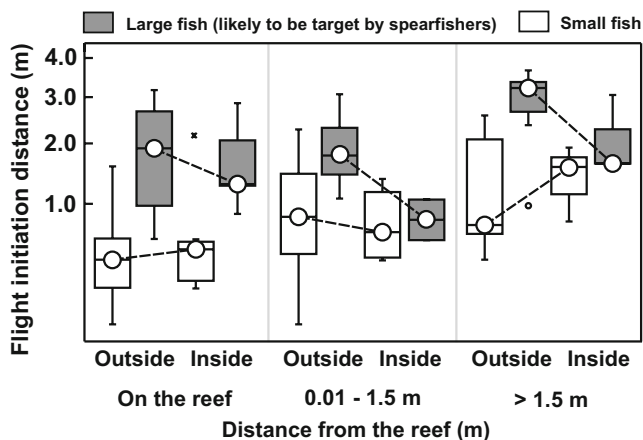 Large fish (likely to be target by spearfishers) Small fish
Flight initiation distance (m)
4.0
3.0
2.0
1.0
Outside Inside Outside Inside Outside Inside
On the reef 0.01 - 1.5 m > 1.5 m
Distance from the reef (m)